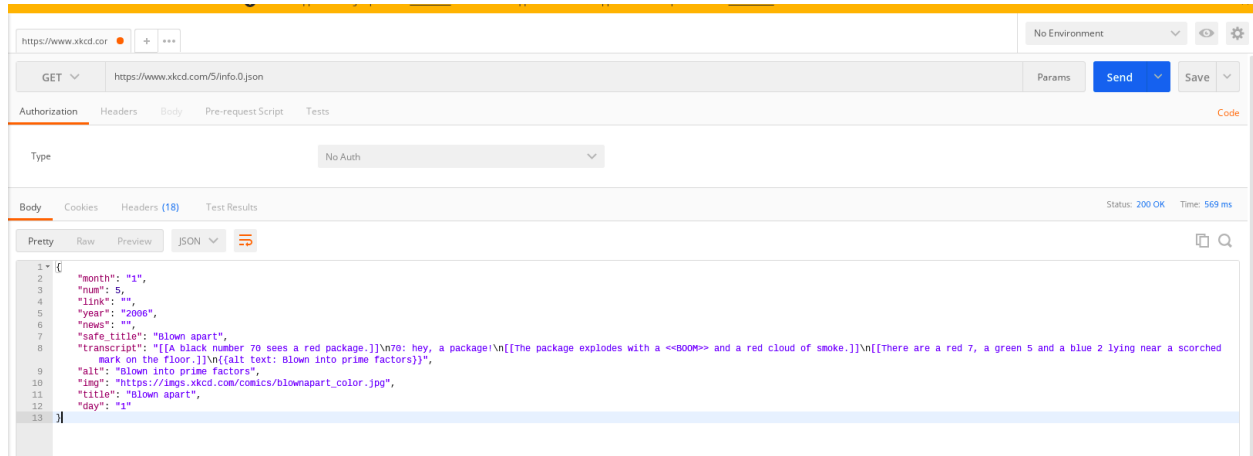 https://www.xkcd.cor
+
•••
No Environment
GET
https://www.xkcd.com/5/info.0.json
Params
Send
Save
Authorization Headers Body Pre-request Script Tests
Code
Type
No Auth
Body Cookies Headers (18) Test Results
Status: 200 OK Time: 569 ms
Pretty Raw Preview JSON
1 {
2 "month": "1",
3 "num": 5,
4 "link": "",
5 "year": "2006",
6 "news": "",
7 "safe_title": "Blown apart",
8 "transcript": "[[A black number 70 sees a red package.]]\n70: hey, a package!\n[[The package explodes with a <<BOOM>> and a red cloud of smoke.]]\n[[There are a red 7, a green 5 and a blue 2 lying near a scorched
mark on the floor.]]\n{{alt text: Blown into prime factors}}",
9 "alt": "Blown into prime factors",
10 "img": "https://imgs.xkcd.com/comics/blownapart_color.jpg",
11 "title": "Blown apart",
12 "day": "1"
13 }